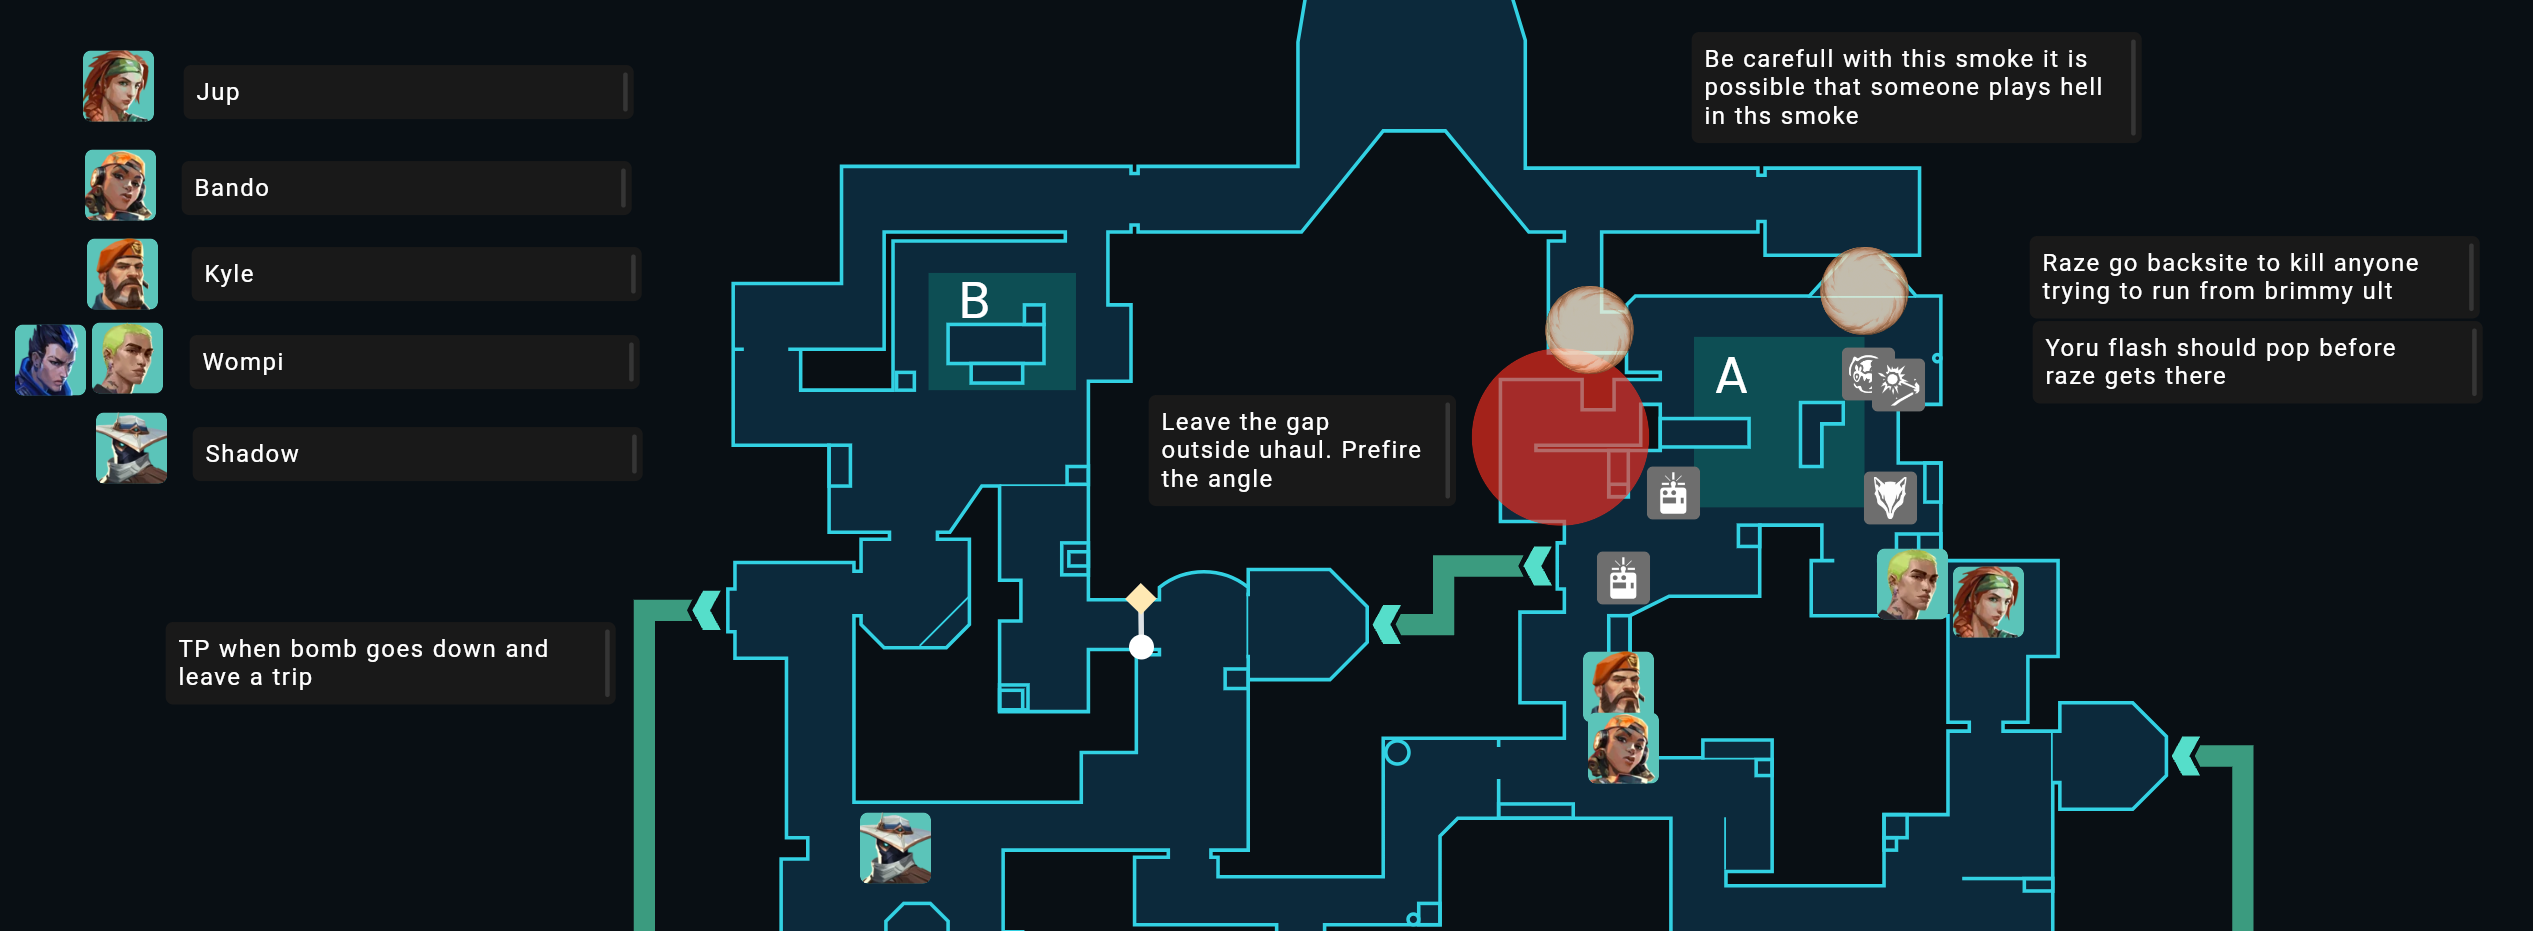 Jup
Bando
Kyle
Wompi
Shadow
TP when bomb goes down and
leave a trip
B
Leave the gap
outside uhaul. Prefire
the angle
A
Be carefull with this smoke it is
possible that someone plays hell
in ths smoke
Raze go backsite to kill anyone
trying to run from brimmy ult
Yoru flash should pop before
raze gets there